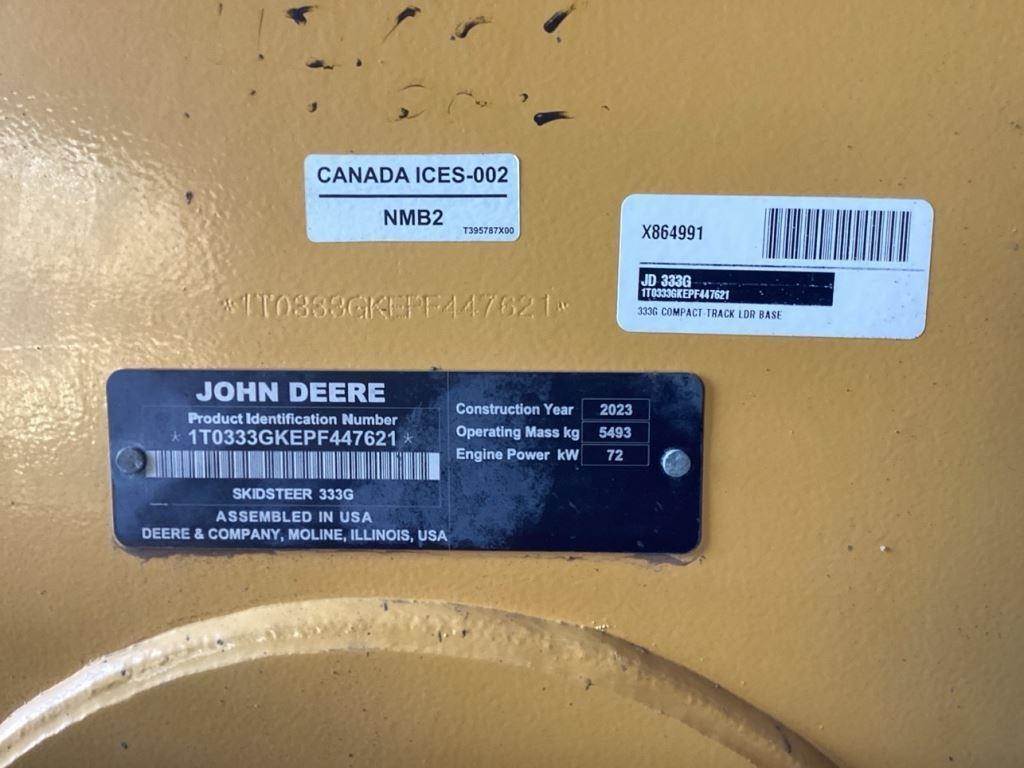 CANADA ICES-002
NMB2
T395787X00
X864991
JD 333G
1T0333GKEPF447621
333G COMPACT TRACK LDR BASE
*1T0333GKEPF447621*
JOHN DEERE
Product Identification Number
* 1T0333GKEPF447621 *
SKIDSTEER 333G
ASSEMBLED IN USA
DEERE & COMPANY, MOLINE, ILLINOIS, USA
Construction Year 2023
Operating Mass kg 5493
Engine Power kW 72